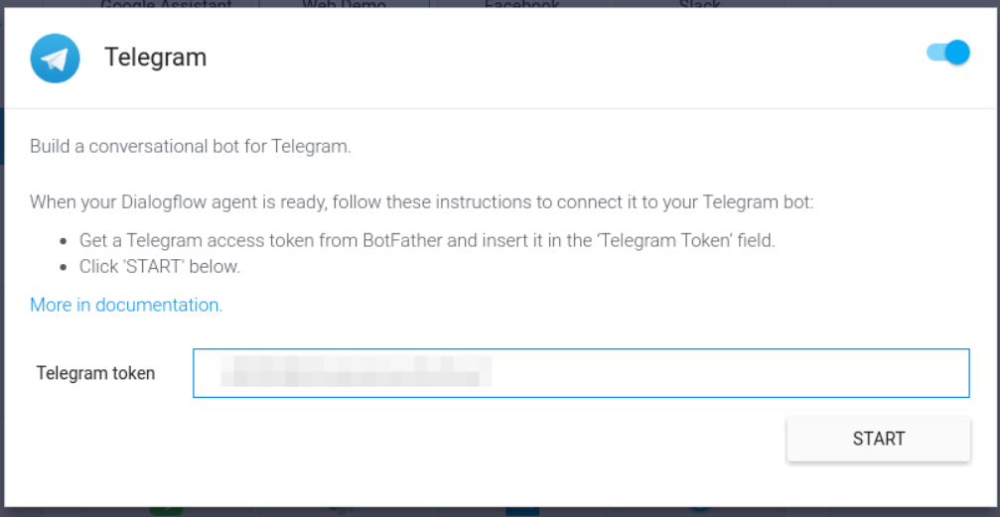 Google Assistant Web Demo Facebook Slack
Telegram
Build a conversational bot for Telegram.
When your Dialogflow agent is ready, follow these instructions to connect it to your Telegram bot:
• Get a Telegram access token from BotFather and insert it in the ‘Telegram Token’ field.
• Click 'START' below.
More in documentation.
Telegram token
START